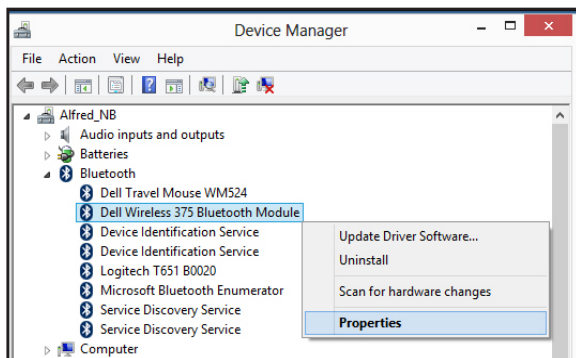 Device Manager
File Action View Help
Alfred_NB
Audio inputs and outputs
Batteries
Bluetooth
Dell Travel Mouse WM524
Dell Wireless 375 Bluetooth Module
Device Identification Service
Device Identification Service
Logitech T651 B0020
Microsoft Bluetooth Enumerator
Service Discovery Service
Service Discovery Service
Computer
Update Driver Software...
Uninstall
Scan for hardware changes
Properties